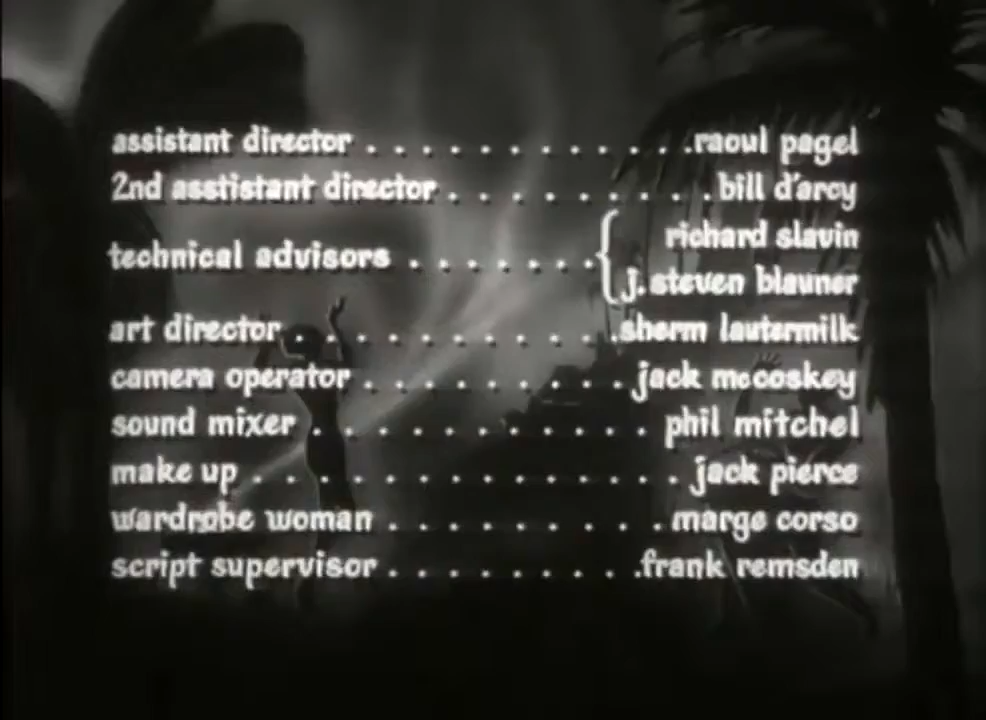 assistant director . . . . . . . . . . . . . .raoul pagel
2nd asstistant director . . . . . . . . . . bill d'arcy
technical advisors . . . . . . . . { richard slavin
j. steven blauner
art director . . . . . . . . . . . . sherm lautermilk
camera operator . . . . . . . . . . jack mccoskey
sound mixer . . . . . . . . . . . . phil mitchel
make up . . . . . . . . . . . . . jack pierce
wardrobe woman . . . . . . . . . . marge corso
script supervisor . . . . . . . . . .frank remsden